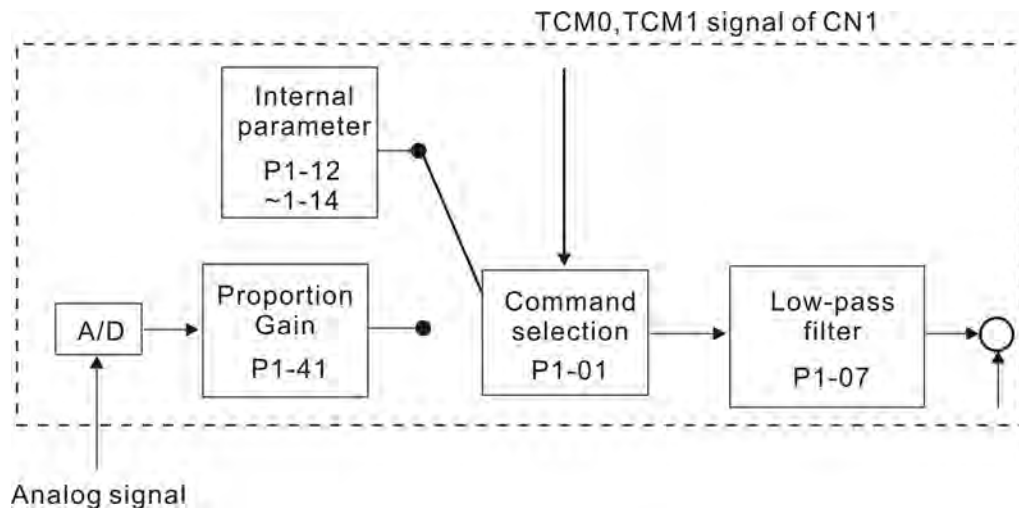 TCM0,TCM1 signal of CN1
Internal
parameter
P1-12
~1-14
A/D
Proportion
Gain
P1-41
Command
selection
P1-01
Low-pass
filter
P1-07
Analog signal